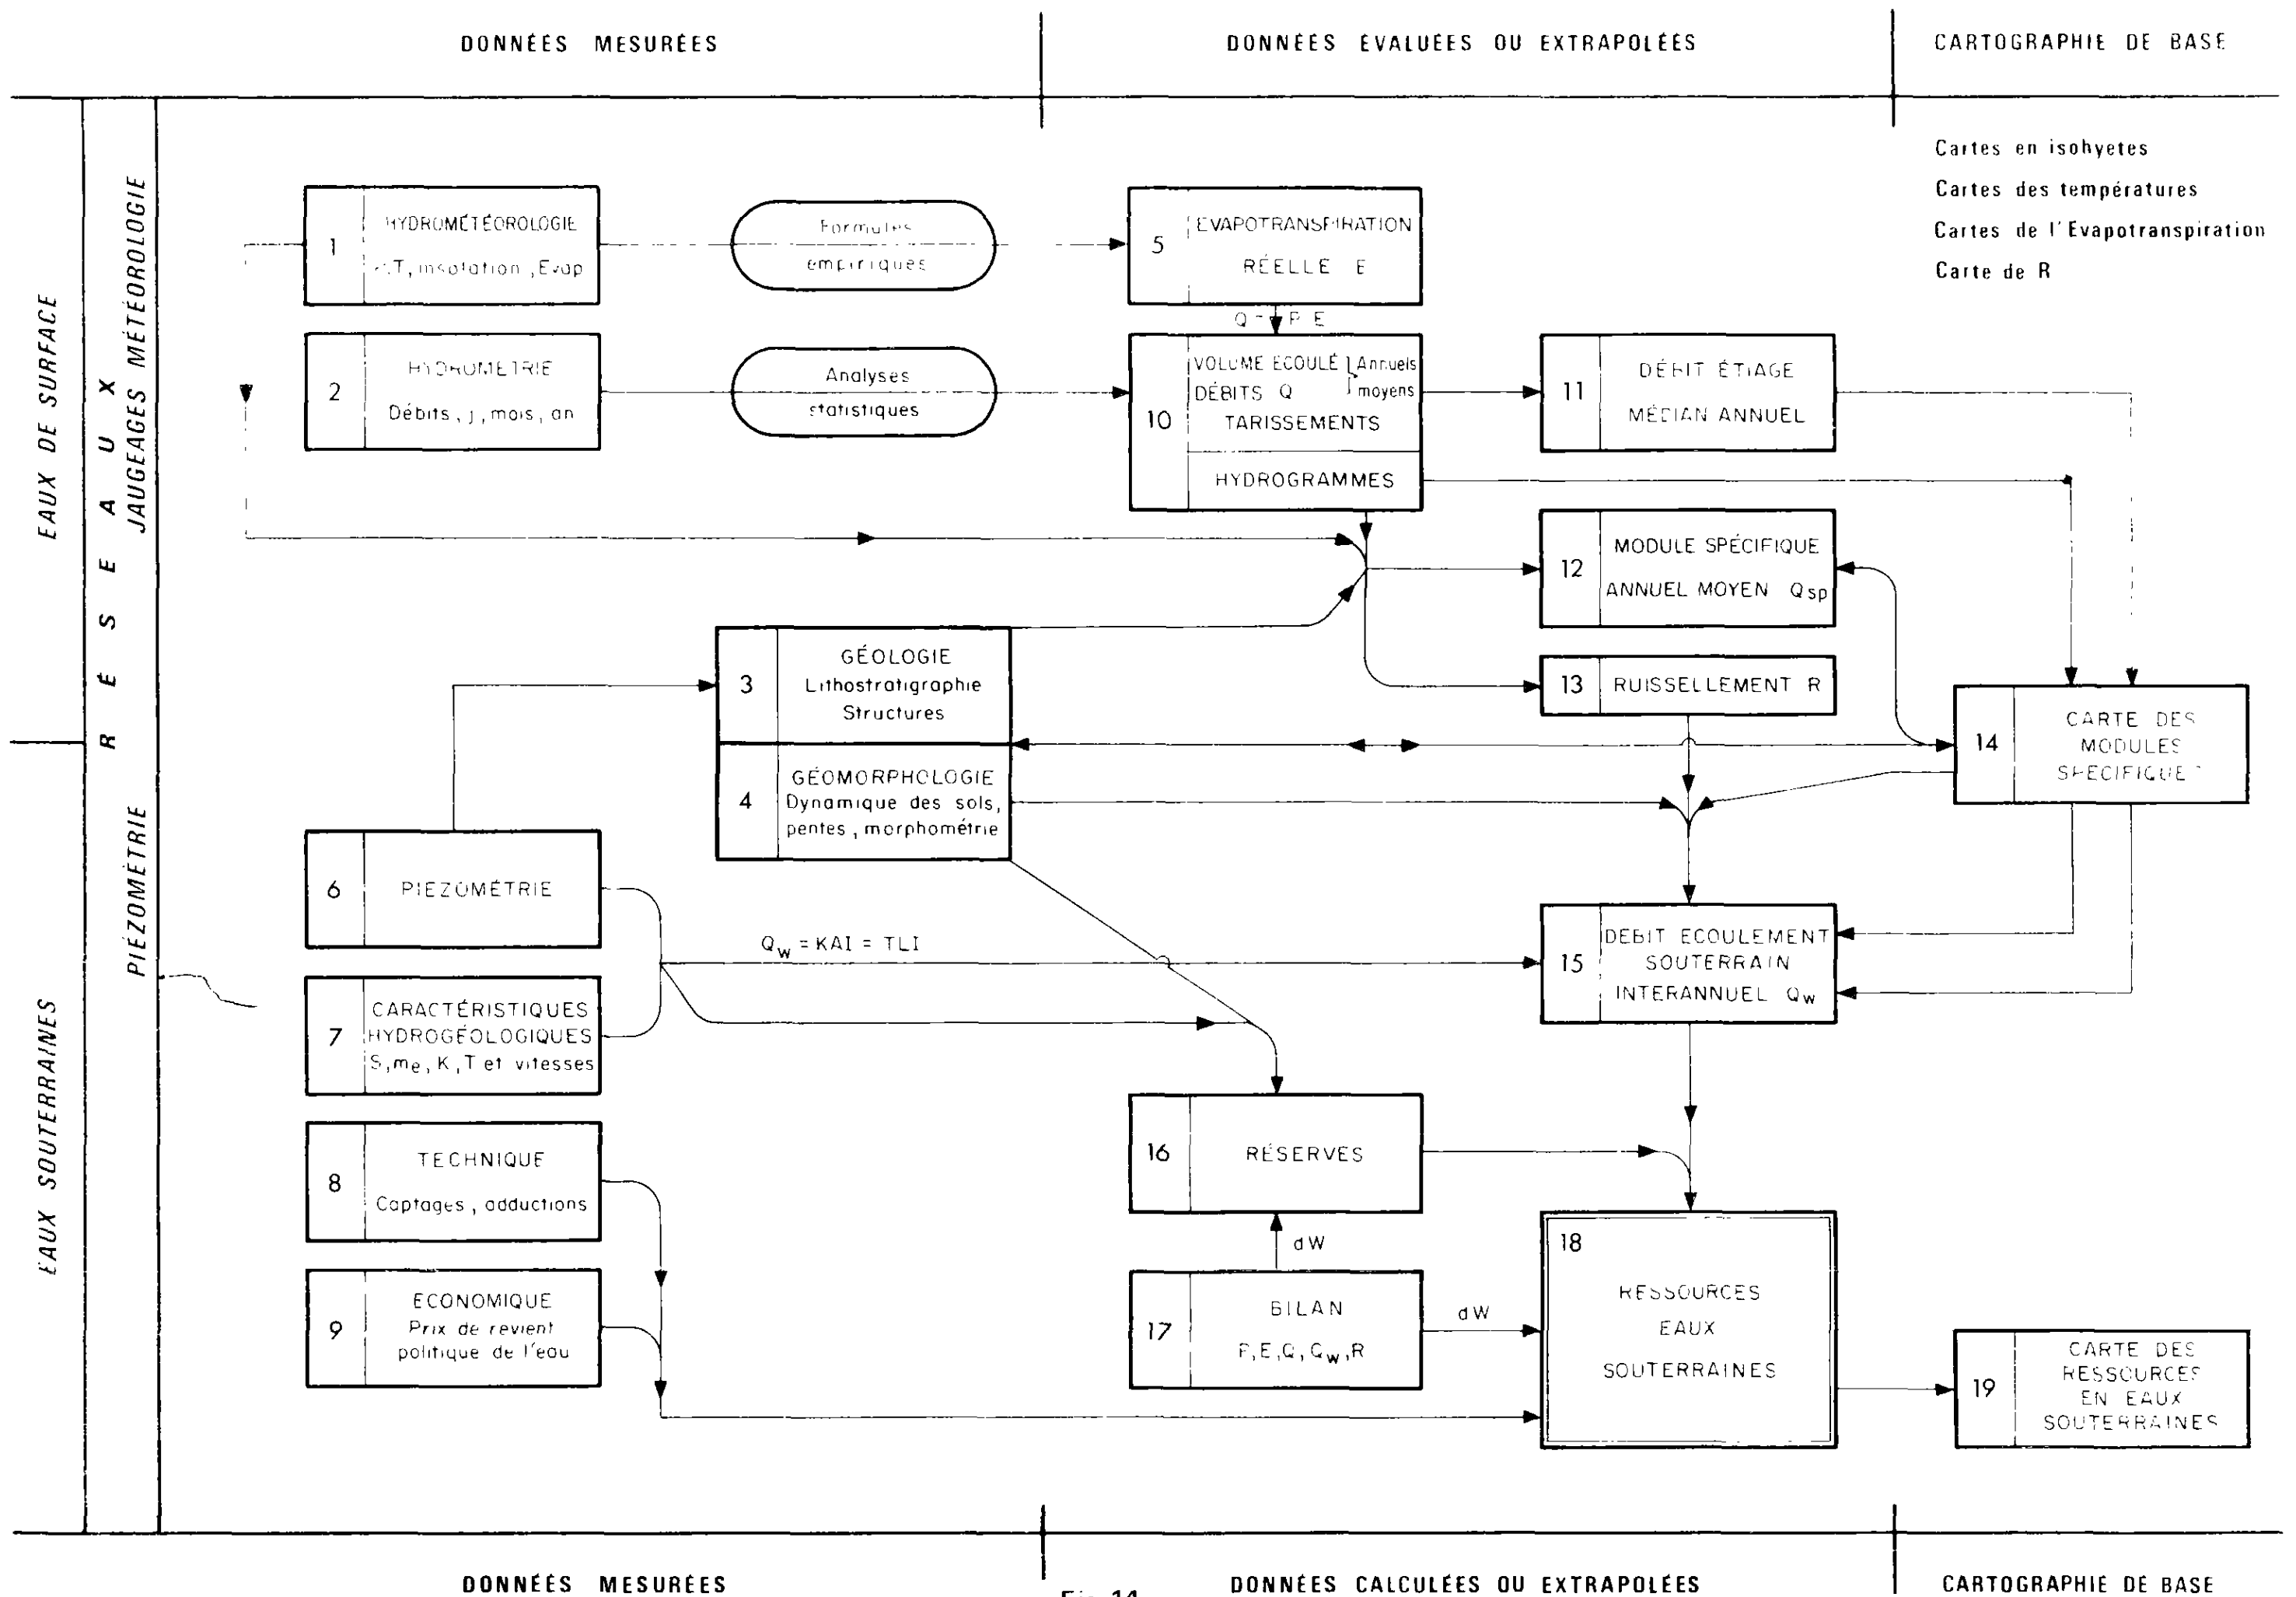 DONNÉES MESURÉES
DONNÉES ÉVALUÉES OU EXTRAPOLÉES
CARTOGRAPHIE DE BASE
EAUX DE SURFACE
EAUX SOUTERRAINES
RÉSEAUX
JAUGEAGES MÉTÉOROLOGIE
PIÉZOMÉTRIE
Cartes en isohyetes
Cartes des températures
Cartes de l'Evapotranspiration
Carte de R
1
HYDROMÉTÉOROLOGIE
T, insolation, Evap
Formules
empiriques
5
EVAPOTRANSPIRATION
RÉELLE E
Q = P E
2
HYDROMETRIE
Débits, j, mois, an
Analyses
statistiques
10
VOLUME ECOULÉ
DÉBITS Q
Annuels
moyens
TARISSEMENTS
HYDROGRAMMES
11
DÉBIT ÉTIAGE
MÉDIAN ANNUEL
12
MODULE SPÉCIFIQUE
ANNUEL MOYEN Qsp
3
GÉOLOGIE
Lithostratigraphie
Structures
13
RUISSELLEMENT R
14
CARTE DES
MODULES
SPECIFIQUES
4
GÉOMORPHOLOGIE
Dynamique des sols,
pentes, morphométrie
6
PIEZOMÉTRIE
Qw = KAI = TLI
15
DEBIT ECOULEMENT
SOUTERRAIN
INTERANNUEL Qw
7
CARACTÉRISTIQUES
HYDROGÉOLOGIQUES
S, me, K, T et vitesses
8
TECHNIQUE
Captages, adductions
16
RÉSERVES
dW
9
ECONOMIQUE
Prix de revient
politique de l'eau
17
BILAN
P, E, Q, Qw, R
dW
18
RESSOURCES
EAUX
SOUTERRAINES
19
CARTE DES
RESSOURCES
EN EAUX
SOUTERRAINES
DONNÉES MESURÉES
DONNÉES CALCULÉES OU EXTRAPOLÉES
CARTOGRAPHIE DE BASE